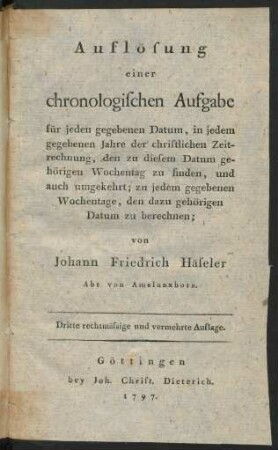 Auflösung
einer
chronologiſchen Aufgabe
für jeden gegebenen Datum, in jedem
gegebenen Jahre der chriſtlichen Zeit-
rechnung, den zu dieſem Datum ge-
hörigen Wochentag zu finden, und
auch umgekehrt; zu jedem gegebenen
Wochentage, den dazu gehörigen
Datum zu berechnen;
von
Johann Friedrich Häſeler
Abt von Amelunxborn.
Dritte rechtmäſsige und vermehrte Auflage.
Göttingen
bey Joh. Chriſt. Dieterich.
1797.